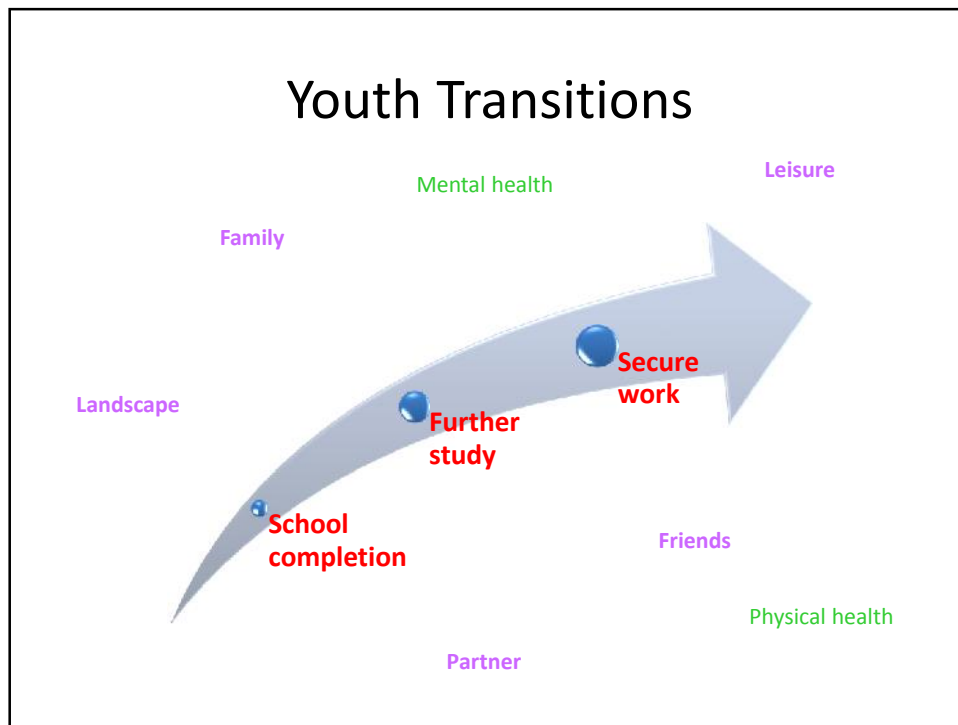 Youth Transitions
Leisure
Mental health
Family
Secure
work
Landscape
Further
study
School
completion
Friends
Physical health
Partner